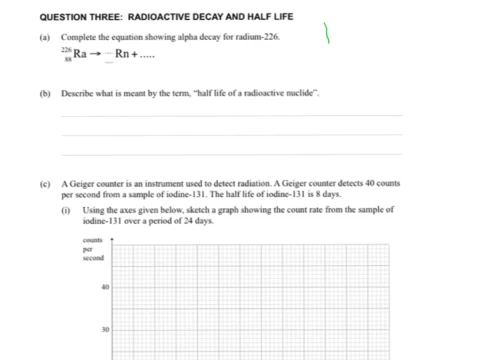 QUESTION THREE: RADIOACTIVE DECAY AND HALF LIFE
(a) Complete the equation showing alpha decay for radium-226.
²²⁶₈₈Ra → Rn + .....
(b) Describe what is meant by the term, “half life of a radioactive nuclide”.
(c) A Geiger counter is an instrument used to detect radiation. A Geiger counter detects 40 counts
per second from a sample of iodine-131. The half life of iodine-131 is 8 days.
(i) Using the axes given below, sketch a graph showing the count rate from the sample of
iodine-131 over a period of 24 days.
counts
per
second
40
30